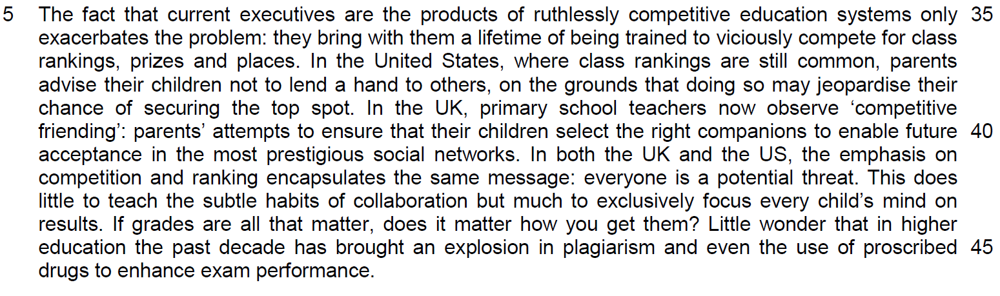 5 The fact that current executives are the products of ruthlessly competitive education systems only 35
exacerbates the problem: they bring with them a lifetime of being trained to viciously compete for class
rankings, prizes and places. In the United States, where class rankings are still common, parents
advise their children not to lend a hand to others, on the grounds that doing so may jeopardise their
chance of securing the top spot. In the UK, primary school teachers now observe ‘competitive
friending’: parents’ attempts to ensure that their children select the right companions to enable future 40
acceptance in the most prestigious social networks. In both the UK and the US, the emphasis on
competition and ranking encapsulates the same message: everyone is a potential threat. This does
little to teach the subtle habits of collaboration but much to exclusively focus every child’s mind on
results. If grades are all that matter, does it matter how you get them? Little wonder that in higher
education the past decade has brought an explosion in plagiarism and even the use of proscribed 45
drugs to enhance exam performance.